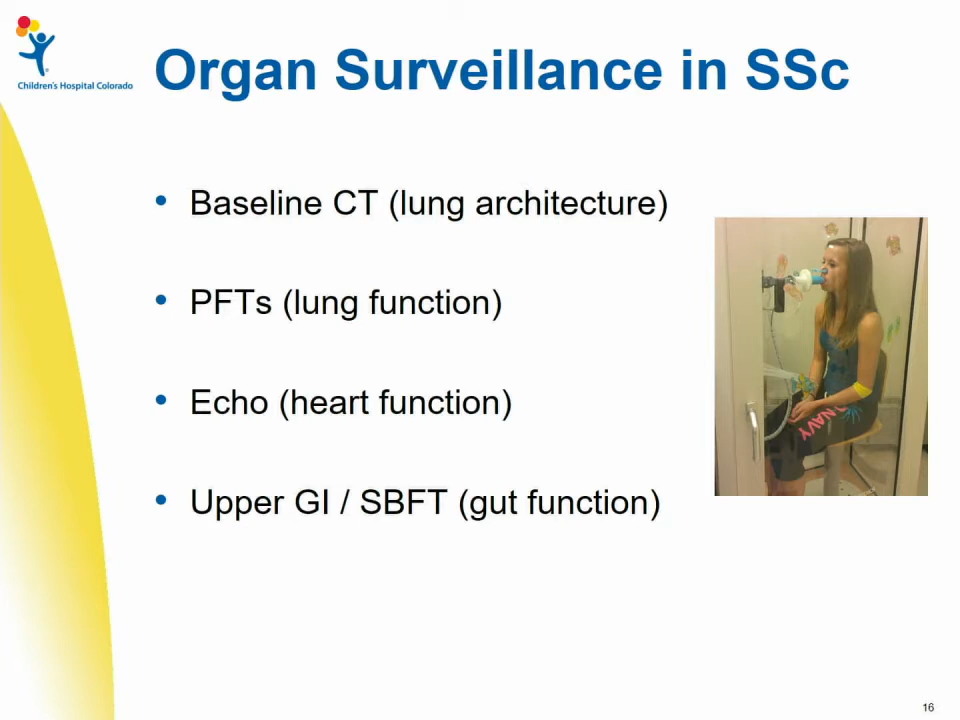 Children's Hospital Colorado
Organ Surveillance in SSc
• Baseline CT (lung architecture)
• PFTs (lung function)
• Echo (heart function)
• Upper GI / SBFT (gut function)
NAVY
16